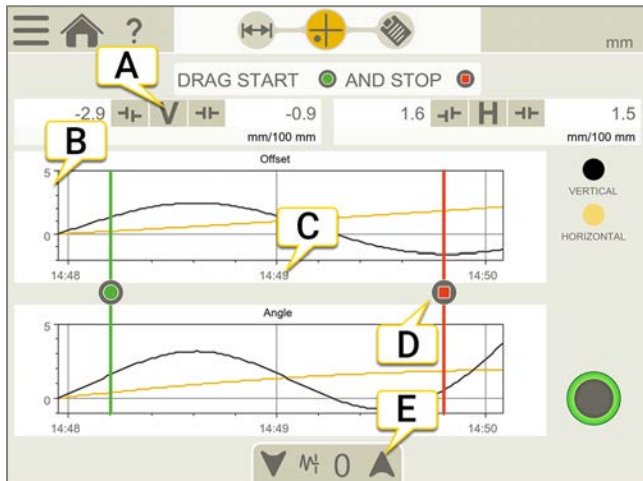 ?
mm
A
DRAG START AND STOP
-2.9 V -0.9
mm/100 mm
1.6 H 1.5
mm/100 mm
B
Offset
5
0
C
14:48 14:49 14:50
VERTICAL
HORIZONTAL
D
Angle
5
0
14:48 14:49 14:50
E
0